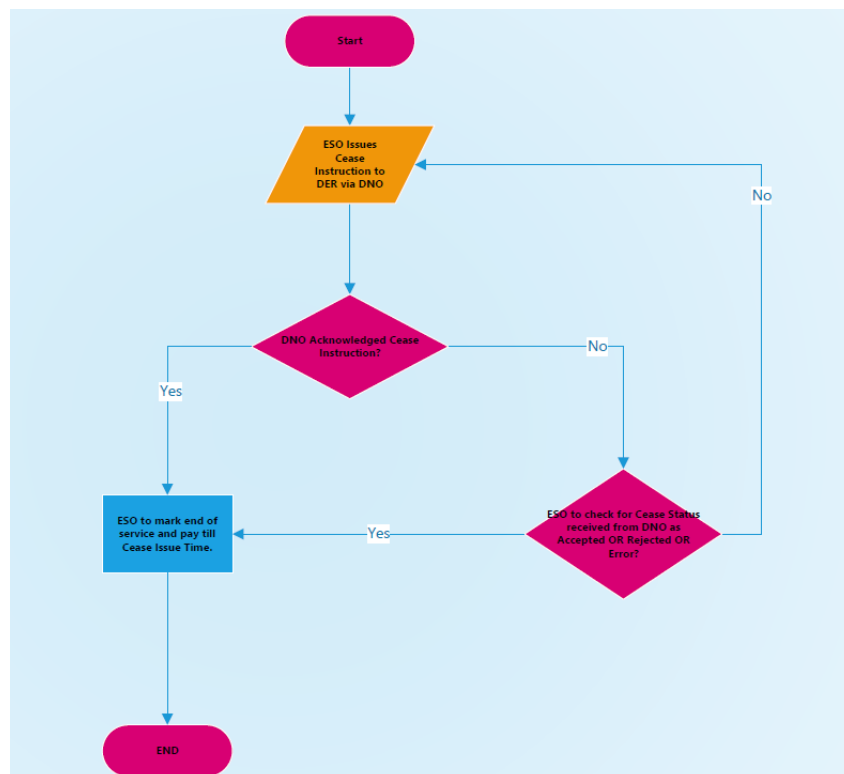 Start
ESO Issues
Cease
Instruction to
DER via DNO
No
DNO Acknowledged Cease
Instruction?
No
Yes
ESO to mark end of
service and pay till
Cease Issue Time.
Yes
ESO to check for Cease Status
received from DNO as
Accepted OR Rejected OR
Error?
END